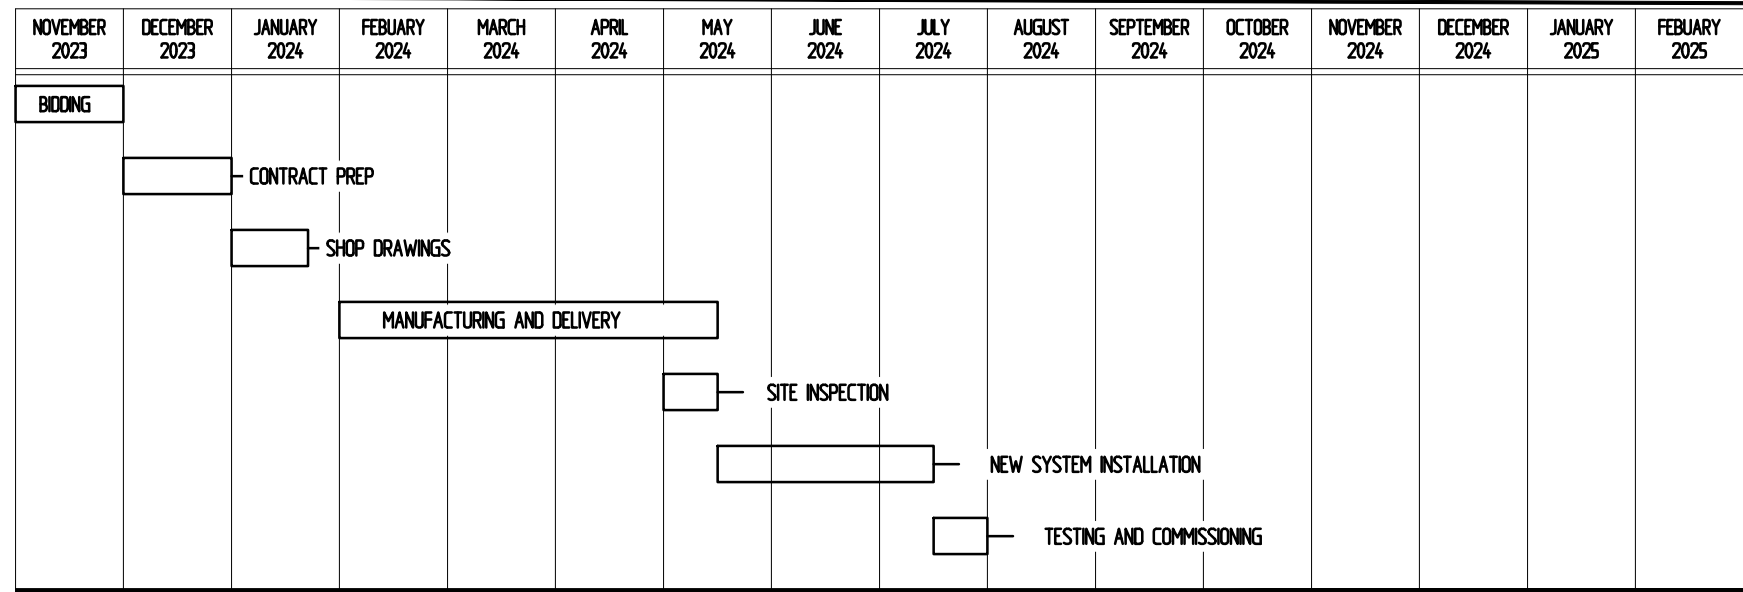 NOVEMBER DECEMBER JANUARY FEBUARY MARCH APRIL MAY JUNE JULY AUGUST SEPTEMBER OCTOBER NOVEMBER DECEMBER JANUARY FEBUARY
2023 2023 2024 2024 2024 2024 2024 2024 2024 2024 2024 2024 2024 2024 2025 2025
BIDDING
CONTRACT PREP
SHOP DRAWINGS
MANUFACTURING AND DELIVERY
SITE INSPECTION
NEW SYSTEM INSTALLATION
TESTING AND COMMISSIONING